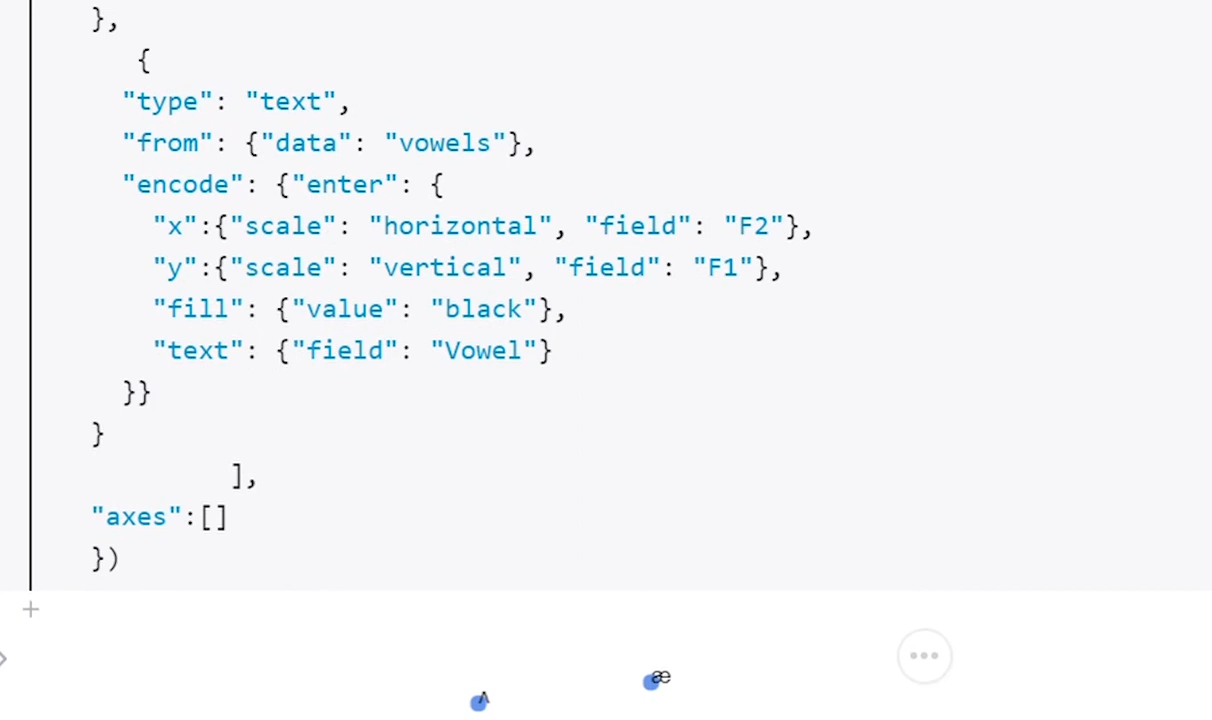 },
{
"type": "text",
"from": {"data": "vowels"},
"encode": {"enter": {
"x":{"scale": "horizontal", "field": "F2"},
"y":{"scale": "vertical", "field": "F1"},
"fill": {"value": "black"},
"text": {"field": "Vowel"}
}}
}
],
"axes":[]
})
æ
ʌ